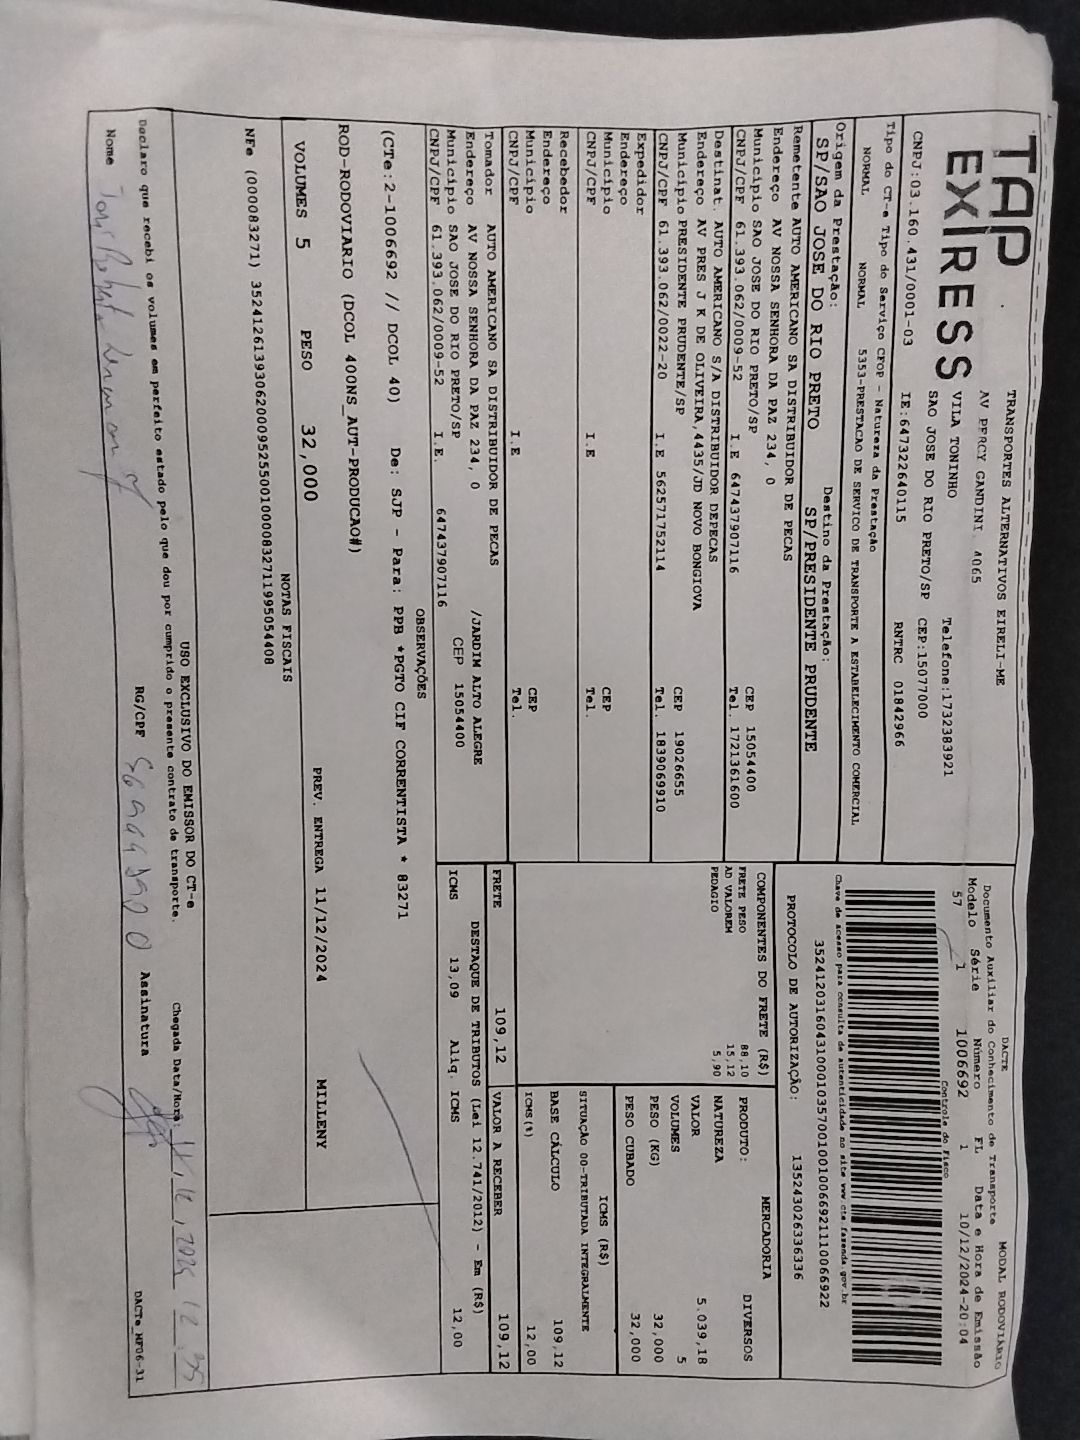 TAP EX/RESS
TRANSPORTES ALTERNATIVOS EIRELI-ME
AV PERCY GANDINI, 4065
VILA TONINHO Telefone:1732383921
SAO JOSE DO RIO PRETO/SP CEP:15077000
CNPJ:03.160.431/0001-03 IE:647322640115 RNTRC 01842966
DACTE MODAL RODOVIÁRIO
Documento Auxiliar do Conhecimento de Transporte
Modelo Série Número FL Data e Hora de Emissão
57 1 1006692 1 10/12/2024-20:04
Controle do Fisco
Tipo do CT-e Tipo do Serviço CFOP - Natureza da Prestação
NORMAL NORMAL 5353-PRESTACAO DE SERVICO DE TRANSPORTE A ESTABELECIMENTO COMERCIAL
Chave de acesso para consulta de autenticidade no site www.cte.fazenda.gov.br
35241203160431000103570010010066921110066922
PROTOCOLO DE AUTORIZAÇÃO: 135243026336336
Origem da Prestação: Destino da Prestação:
SP/SAO JOSE DO RIO PRETO SP/PRESIDENTE PRUDENTE
Remetente AUTO AMERICANO SA DISTRIBUIDOR DE PECAS
Endereço AV NOSSA SENHORA DA PAZ 234, 0
Município SAO JOSE DO RIO PRETO/SP CEP 15054400
CNPJ/CPF 61.393.062/0009-52 I.E 647437907116 Tel. 1721361600
Destinat. AUTO AMERICANO S/A DISTRIBUIDOR DEPECAS
Endereço AV PRES J K DE OLIVEIRA,4435/JD NOVO BONGIOVA
Município PRESIDENTE PRUDENTE/SP CEP 19026655
CNPJ/CPF 61.393.062/0022-20 I.E 562571752114 Tel. 1839069910
Expedidor
Endereço
Município CEP
CNPJ/CPF I.E Tel.
Recebedor
Endereço
Município CEP
CNPJ/CPF I.E Tel.
Tomador AUTO AMERICANO SA DISTRIBUIDOR DE PECAS
Endereço AV NOSSA SENHORA DA PAZ 234, 0 /JARDIM ALTO ALEGRE
Município SAO JOSE DO RIO PRETO/SP CEP 15054400
CNPJ/CPF 61.393.062/0009-52 I.E. 647437907116
COMPONENTES DO FRETE (R$)
FRETE PESO 88,10
AD VALOREM 15,12
PEDAGIO 5,90
MERCADORIA
PRODUTO: DIVERSOS
NATUREZA
VALOR 5.039,18
VOLUMES 5
PESO (KG) 32,000
PESO CUBADO 32,000
ICMS (R$)
SITUAÇÃO 00-TRIBUTADA INTEGRALMENTE
BASE CÁLCULO 109,12
ICMS(%) 12,00
FRETE 109,12 VALOR A RECEBER 109,12
DESTAQUE DE TRIBUTOS (Lei 12.741/2012) - Em (R$)
ICMS 13,09 Aliq. ICMS 12,00
OBSERVAÇÕES
(CTe:2-1006692 // DCOL 40) De: SJP - Para: PPB *PGTO CIF CORRENTISTA * 83271
ROD-RODOVIARIO (DCOL 400NS_AUT-PRODUCAO#)
PREV. ENTREGA 11/12/2024 MILLENY
VOLUMES 5 PESO 32,000
NOTAS FISCAIS
NFe (000083271) 35241261393062000952550010000832711995054408
USO EXCLUSIVO DO EMISSOR DO CT-e
Declaro que recebi os volumes em perfeito estado pelo que dou por cumprido o presente contrato de transporte.
Chegada Data/Hora:
Nome RG/CPF Assinatura
DACTe_MF06-31